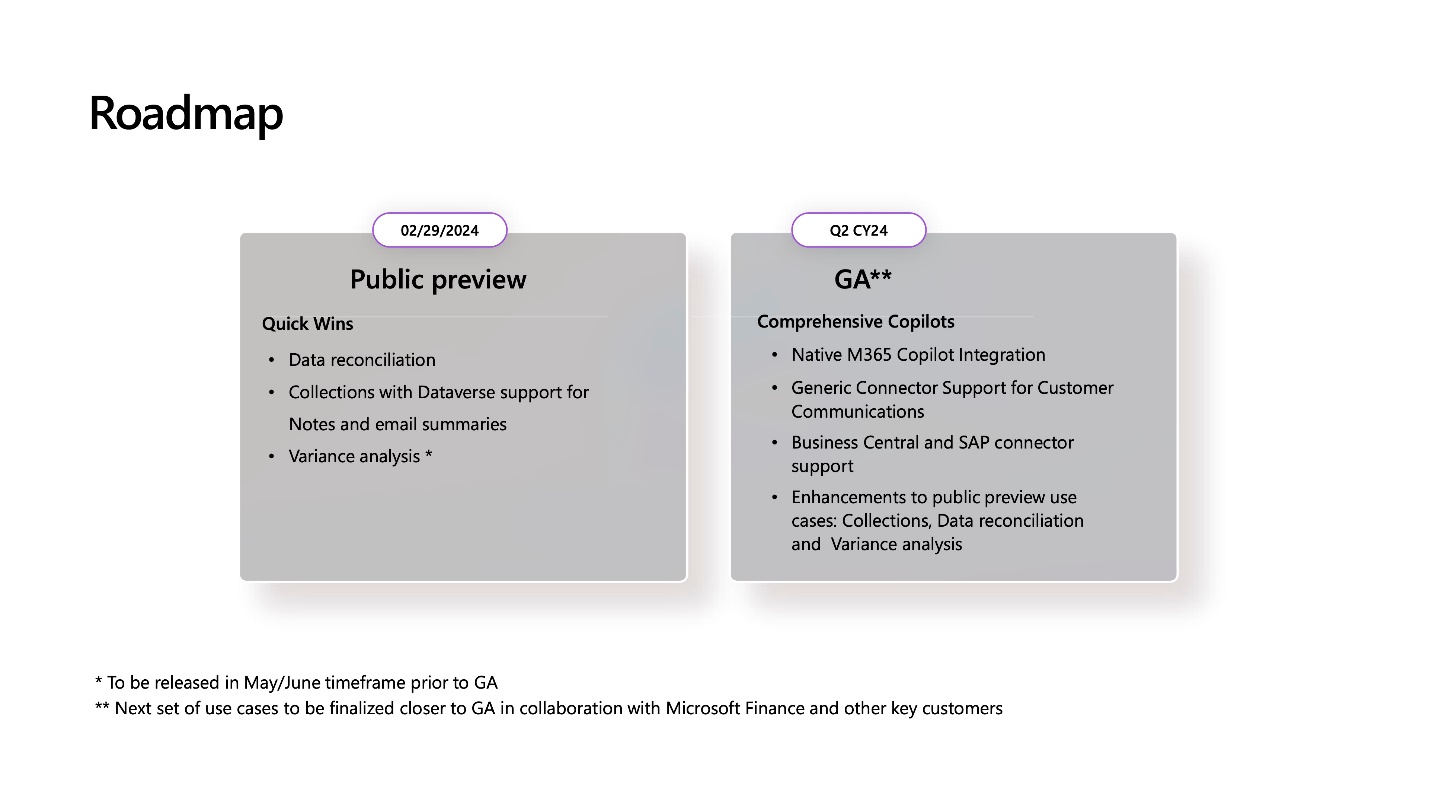 Roadmap
02/29/2024
Public preview
Quick Wins
• Data reconciliation
• Collections with Dataverse support for
Notes and email summaries
• Variance analysis *
Q2 CY24
GA**
Comprehensive Copilots
• Native M365 Copilot Integration
• Generic Connector Support for Customer
Communications
• Business Central and SAP connector
support
• Enhancements to public preview use
cases: Collections, Data reconciliation
and  Variance analysis
* To be released in May/June timeframe prior to GA
** Next set of use cases to be finalized closer to GA in collaboration with Microsoft Finance and other key customers